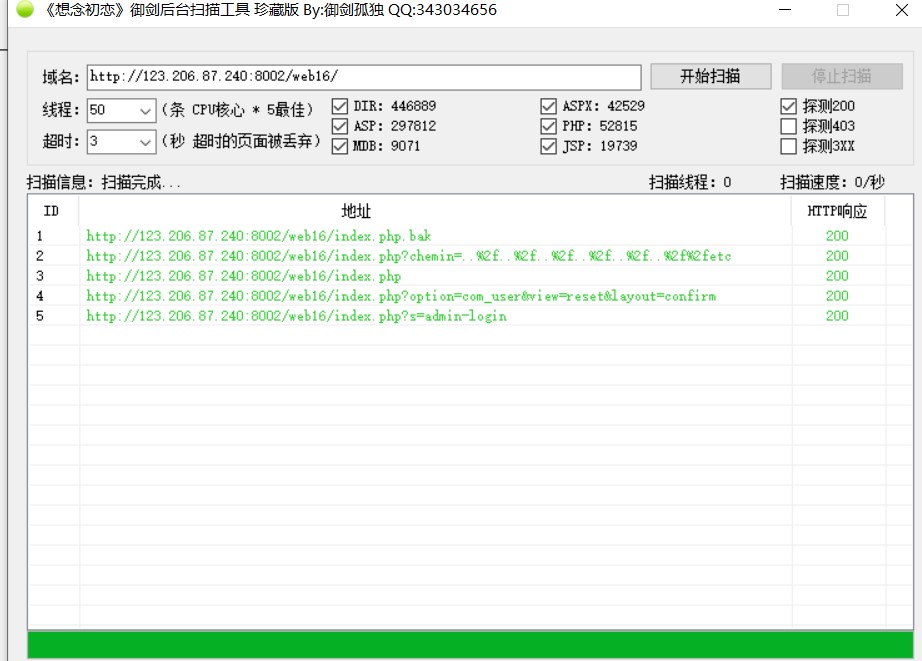 《想念初恋》御剑后台扫描工具 珍藏版 By:御剑孤独 QQ:343034656
域名: http://123.206.87.240:8002/web16/ 开始扫描 停止扫描
线程: 50 (条 CPU核心 * 5最佳) DIR: 446889 ASPX: 42529 探测200
ASP: 297812 PHP: 52815 探测403
超时: 3 (秒 超时的页面被丢弃) MDB: 9071 JSP: 19739 探测3XX
扫描信息: 扫描完成... 扫描线程: 0 扫描速度: 0/秒
ID 地址 HTTP响应
1 http://123.206.87.240:8002/web16/index.php.bak 200
2 http://123.206.87.240:8002/web16/index.php?chemin=..%2f..%2f..%2f..%2f..%2f..%2f%2fetc 200
3 http://123.206.87.240:8002/web16/index.php 200
4 http://123.206.87.240:8002/web16/index.php?option=com_user&view=reset&layout=confirm 200
5 http://123.206.87.240:8002/web16/index.php?s=admin-login 200